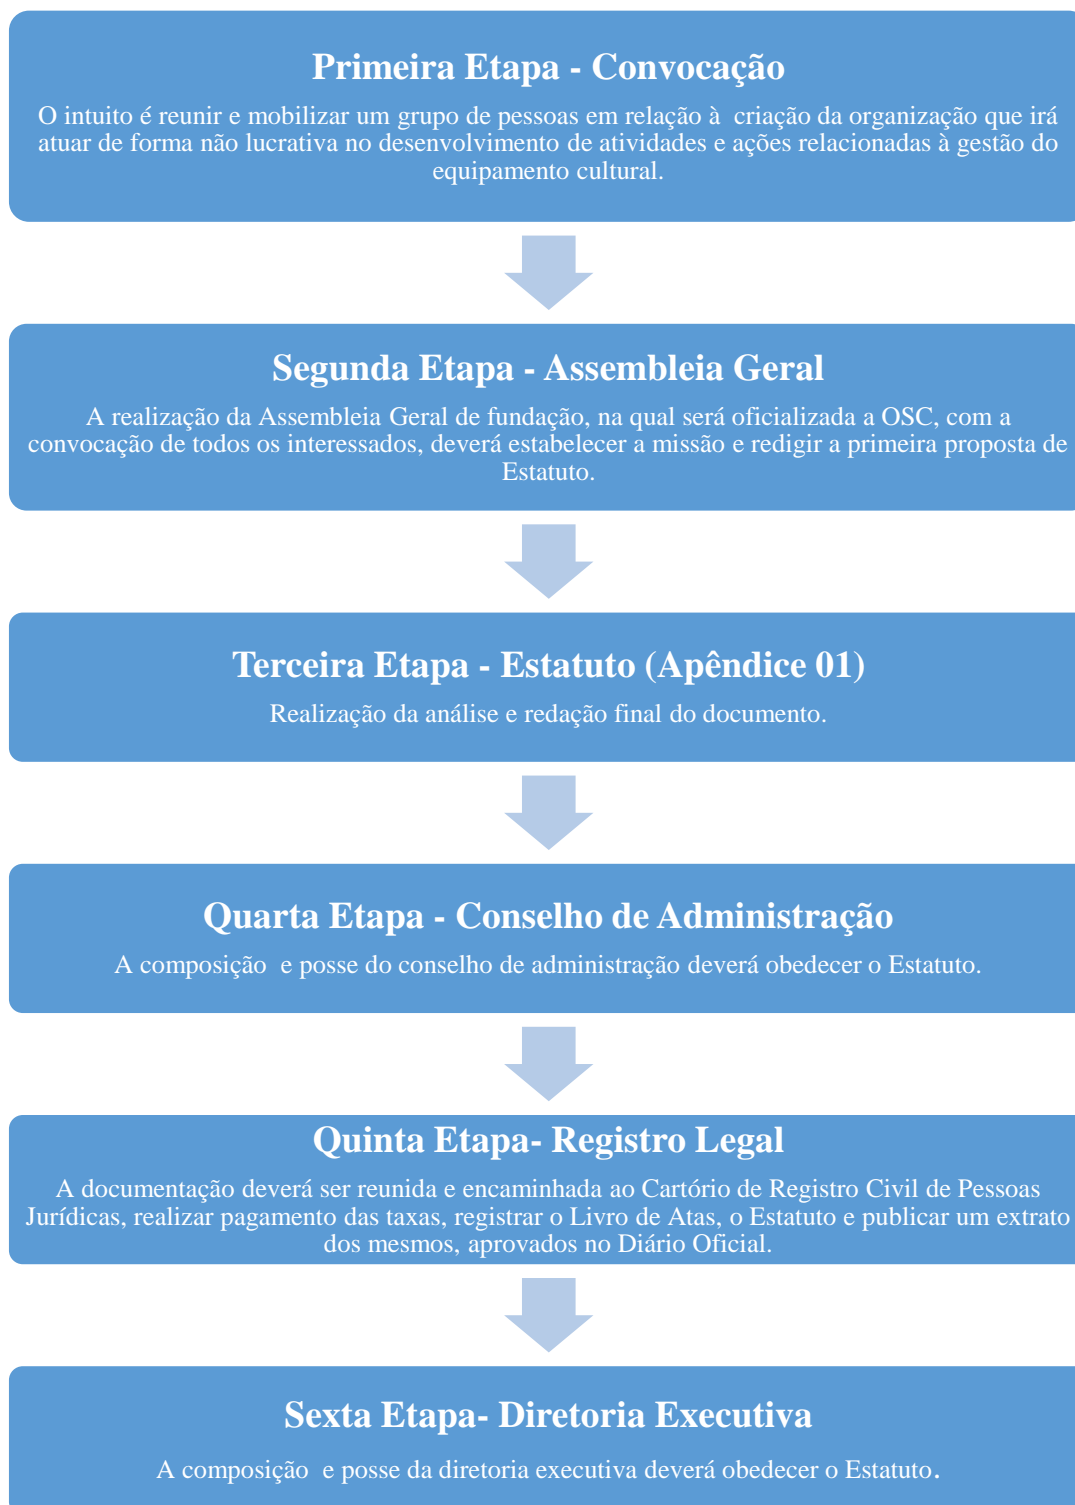 Primeira Etapa - Convocação
O intuito é reunir e mobilizar um grupo de pessoas em relação à  criação da organização que irá
atuar de forma não lucrativa no desenvolvimento de atividades e ações relacionadas à gestão do
equipamento cultural.
Segunda Etapa - Assembleia Geral
A realização da Assembleia Geral de fundação, na qual será oficializada a OSC, com a
convocação de todos os interessados, deverá estabelecer a missão e redigir a primeira proposta de
Estatuto.
Terceira Etapa - Estatuto (Apêndice 01)
Realização da análise e redação final do documento.
Quarta Etapa - Conselho de Administração
A composição  e posse do conselho de administração deverá obedecer o Estatuto.
Quinta Etapa- Registro Legal
A documentação deverá ser reunida e encaminhada ao Cartório de Registro Civil de Pessoas
Jurídicas, realizar pagamento das taxas, registrar o Livro de Atas, o Estatuto e publicar um extrato
dos mesmos, aprovados no Diário Oficial.
Sexta Etapa- Diretoria Executiva
A composição  e posse da diretoria executiva deverá obedecer o Estatuto.